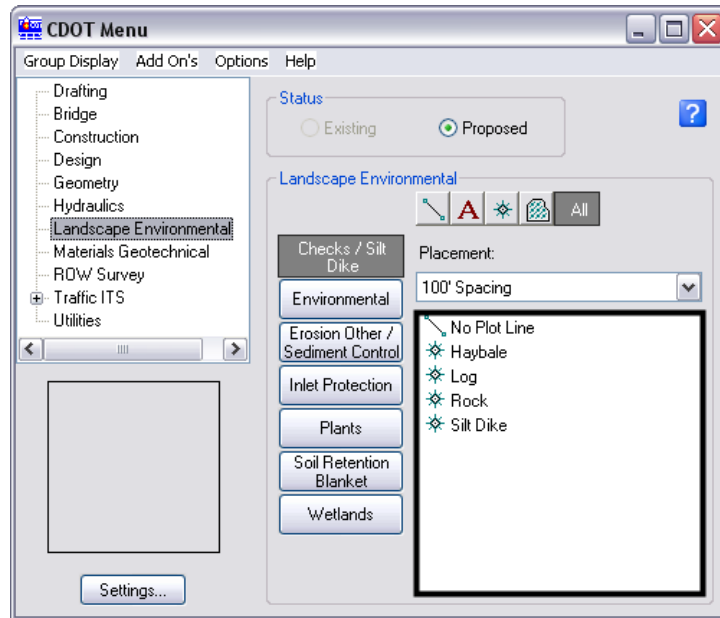 CDOT Menu
Group Display Add On's Options Help
Drafting
Bridge
Construction
Design
Geometry
Hydraulics
Landscape Environmental
Materials Geotechnical
ROW Survey
Traffic ITS
Utilities
Settings...
Status
Existing
Proposed
?
Landscape Environmental
A
All
Checks / Silt
Dike
Environmental
Erosion Other /
Sediment Control
Inlet Protection
Plants
Soil Retention
Blanket
Wetlands
Placement:
100' Spacing
No Plot Line
Haybale
Log
Rock
Silt Dike